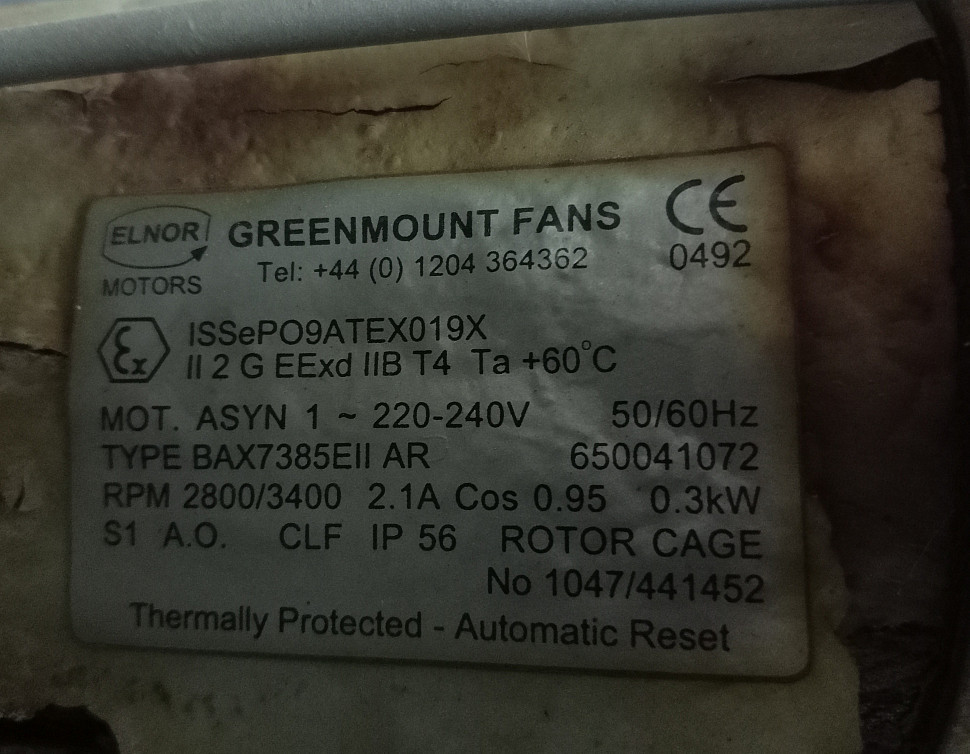 ELNOR
MOTORS
GREENMOUNT FANS
Tel: +44 (0) 1204 364362
CE
0492
Ex
ISSePO9ATEX019X
II 2 G EExd IIB T4 Ta +60°C
MOT. ASYN 1 ~ 220-240V 50/60Hz
TYPE BAX7385EII AR 650041072
RPM 2800/3400 2.1A Cos 0.95 0.3kW
S1 A.O. CLF IP 56 ROTOR CAGE
No 1047/441452
Thermally Protected - Automatic Reset